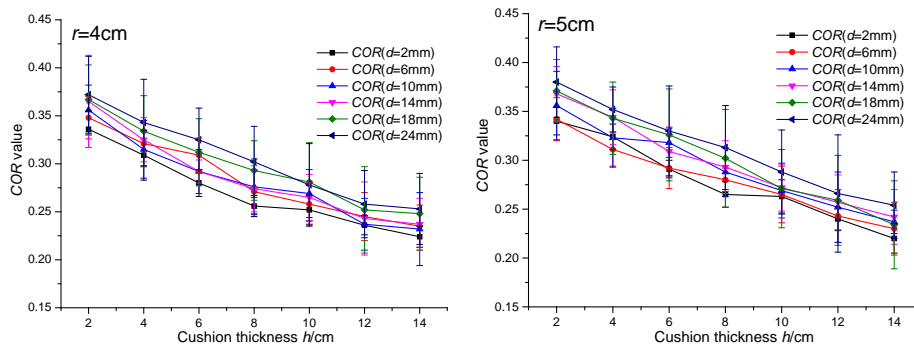 r=4cm
COR(d=2mm)
COR(d=6mm)
COR(d=10mm)
COR(d=14mm)
COR(d=18mm)
COR(d=24mm)
0.45
0.40
0.35
0.30
0.25
0.20
0.15
COR value
2 4 6 8 10 12 14
Cushion thickness h/cm
r=5cm
COR(d=2mm)
COR(d=6mm)
COR(d=10mm)
COR(d=14mm)
COR(d=18mm)
COR(d=24mm)
0.45
0.40
0.35
0.30
0.25
0.20
0.15
COR value
2 4 6 8 10 12 14
Cushion thickness h/cm